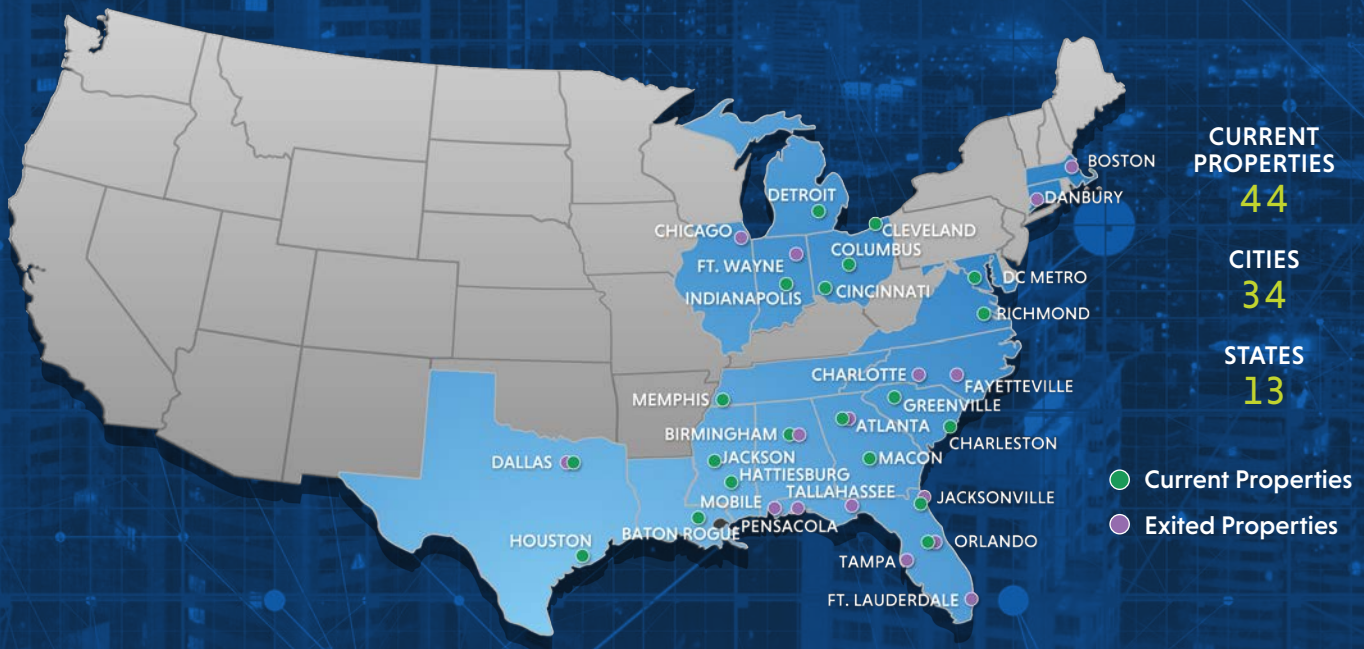 BOSTON
DANBURY
DETROIT
CHICAGO
CLEVELAND
COLUMBUS
FT. WAYNE
INDIANAPOLIS
CINCINNATI
DC METRO
RICHMOND
CHARLOTTE
FAYETTEVILLE
MEMPHIS
GREENVILLE
BIRMINGHAM
ATLANTA
CHARLESTON
DALLAS
JACKSON
MACON
HATTIESBURG
MOBILE
TALLAHASSEE
JACKSONVILLE
BATON ROGUE
PENSACOLA
HOUSTON
ORLANDO
TAMPA
FT. LAUDERDALE
CURRENT
PROPERTIES
44
CITIES
34
STATES
13
Current Properties
Exited Properties